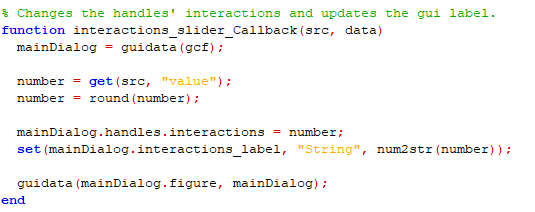 % Changes the handles' interactions and updates the gui label.
function interactions_slider_Callback(src, data)
  mainDialog = guidata(gcf);

  number = get(src, "value");
  number = round(number);

  mainDialog.handles.interactions = number;
  set(mainDialog.interactions_label, "String", num2str(number));

  guidata(mainDialog.figure, mainDialog);
end